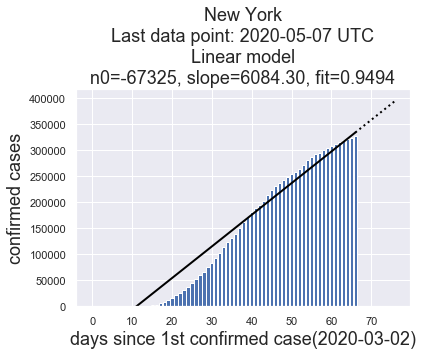 New York
Last data point: 2020-05-07 UTC
Linear model
n0=-67325, slope=6084.30, fit=0.9494
400000
350000
300000
250000
200000
150000
100000
50000
0
confirmed cases
0 10 20 30 40 50 60 70
days since 1st confirmed case(2020-03-02)